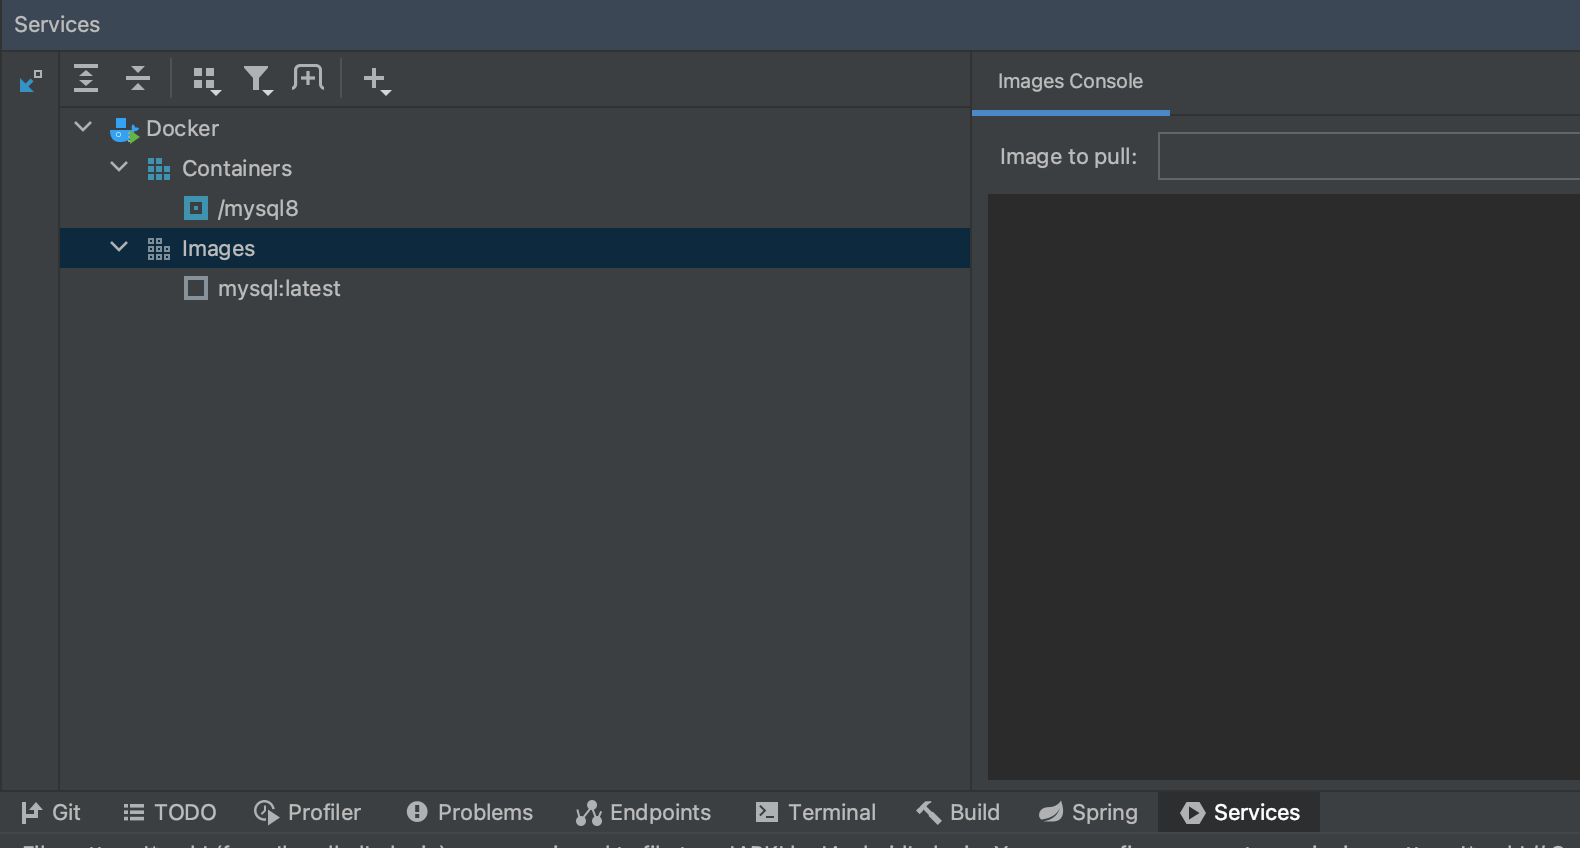 Services
Images Console
Image to pull:
Docker
Containers
/mysql8
Images
mysql:latest
Git
TODO
Profiler
Problems
Endpoints
Terminal
Build
Spring
Services